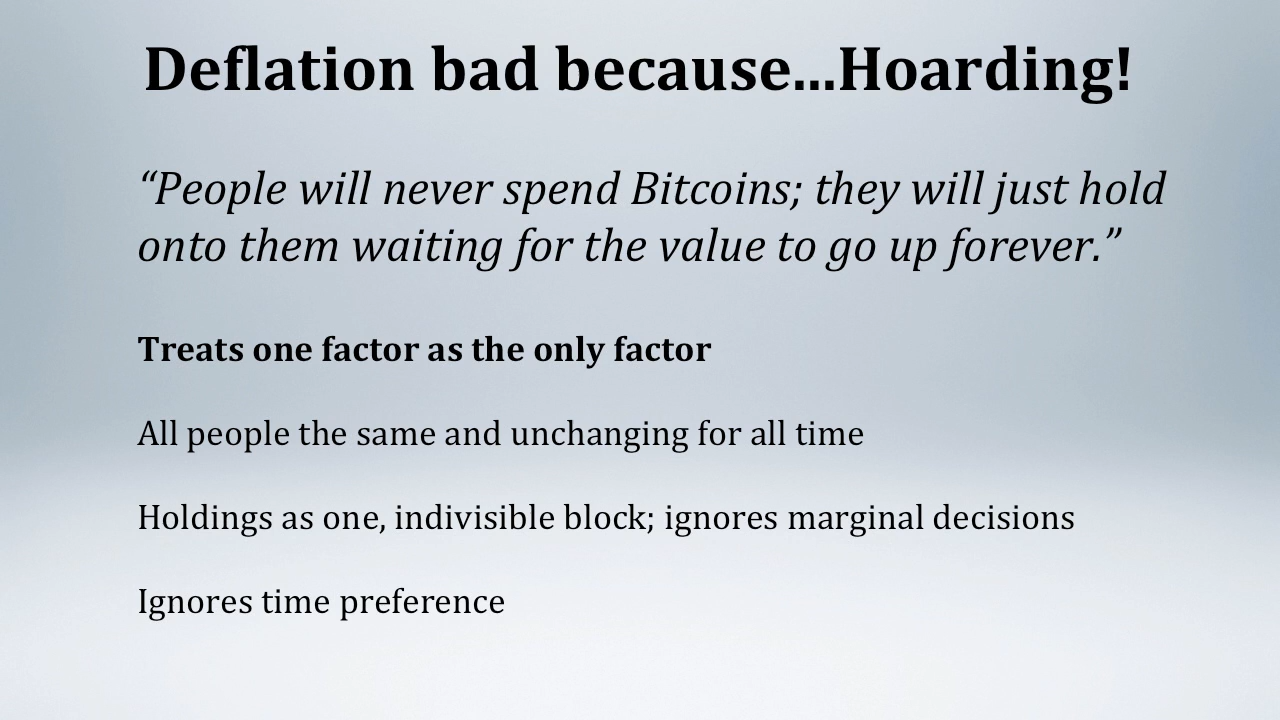 Deflation bad because...Hoarding!
“People will never spend Bitcoins; they will just hold
onto them waiting for the value to go up forever.”
Treats one factor as the only factor
All people the same and unchanging for all time
Holdings as one, indivisible block; ignores marginal decisions
Ignores time preference